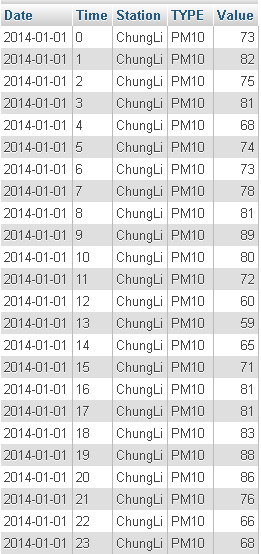 Date Time Station TYPE Value
2014-01-01 0 ChungLi PM10 73
2014-01-01 1 ChungLi PM10 82
2014-01-01 2 ChungLi PM10 75
2014-01-01 3 ChungLi PM10 81
2014-01-01 4 ChungLi PM10 68
2014-01-01 5 ChungLi PM10 74
2014-01-01 6 ChungLi PM10 73
2014-01-01 7 ChungLi PM10 78
2014-01-01 8 ChungLi PM10 81
2014-01-01 9 ChungLi PM10 89
2014-01-01 10 ChungLi PM10 80
2014-01-01 11 ChungLi PM10 72
2014-01-01 12 ChungLi PM10 60
2014-01-01 13 ChungLi PM10 59
2014-01-01 14 ChungLi PM10 65
2014-01-01 15 ChungLi PM10 71
2014-01-01 16 ChungLi PM10 81
2014-01-01 17 ChungLi PM10 81
2014-01-01 18 ChungLi PM10 83
2014-01-01 19 ChungLi PM10 88
2014-01-01 20 ChungLi PM10 86
2014-01-01 21 ChungLi PM10 76
2014-01-01 22 ChungLi PM10 66
2014-01-01 23 ChungLi PM10 68